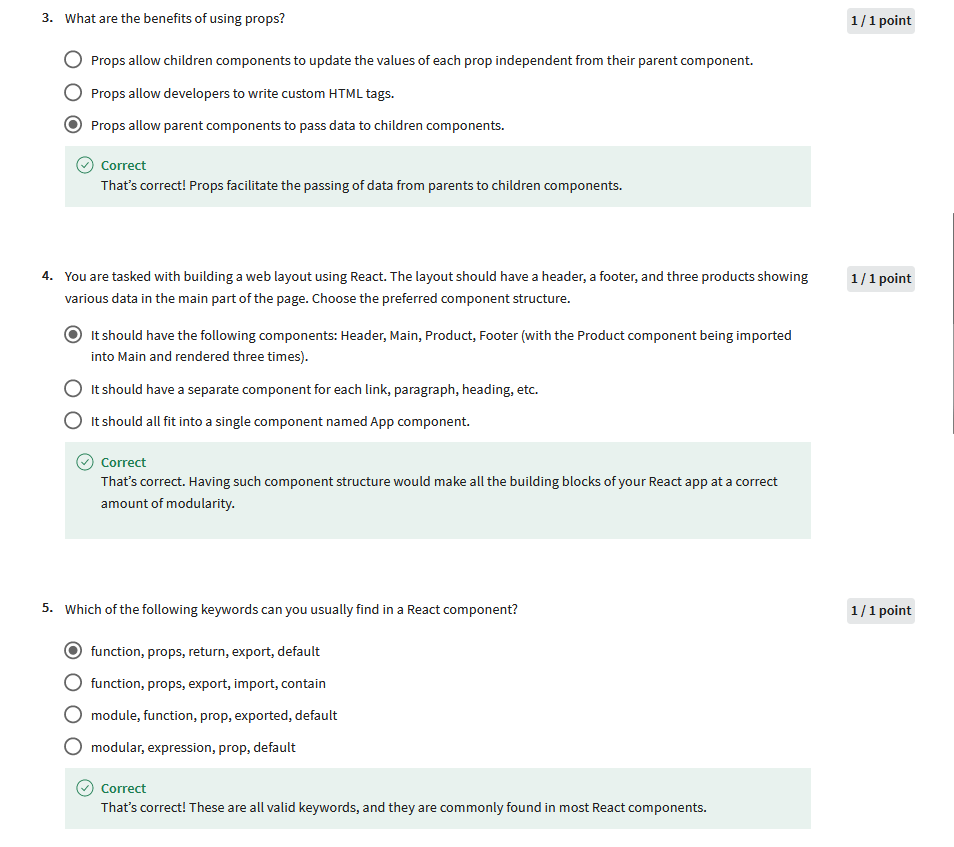 3. What are the benefits of using props?
1 / 1 point
Props allow children components to update the values of each prop independent from their parent component.
Props allow developers to write custom HTML tags.
Props allow parent components to pass data to children components.
Correct
That’s correct! Props facilitate the passing of data from parents to children components.
4. You are tasked with building a web layout using React. The layout should have a header, a footer, and three products showing
various data in the main part of the page. Choose the preferred component structure.
1 / 1 point
It should have the following components: Header, Main, Product, Footer (with the Product component being imported
into Main and rendered three times).
It should have a separate component for each link, paragraph, heading, etc.
It should all fit into a single component named App component.
Correct
That’s correct. Having such component structure would make all the building blocks of your React app at a correct
amount of modularity.
5. Which of the following keywords can you usually find in a React component?
1 / 1 point
function, props, return, export, default
function, props, export, import, contain
module, function, prop, exported, default
modular, expression, prop, default
Correct
That’s correct! These are all valid keywords, and they are commonly found in most React components.